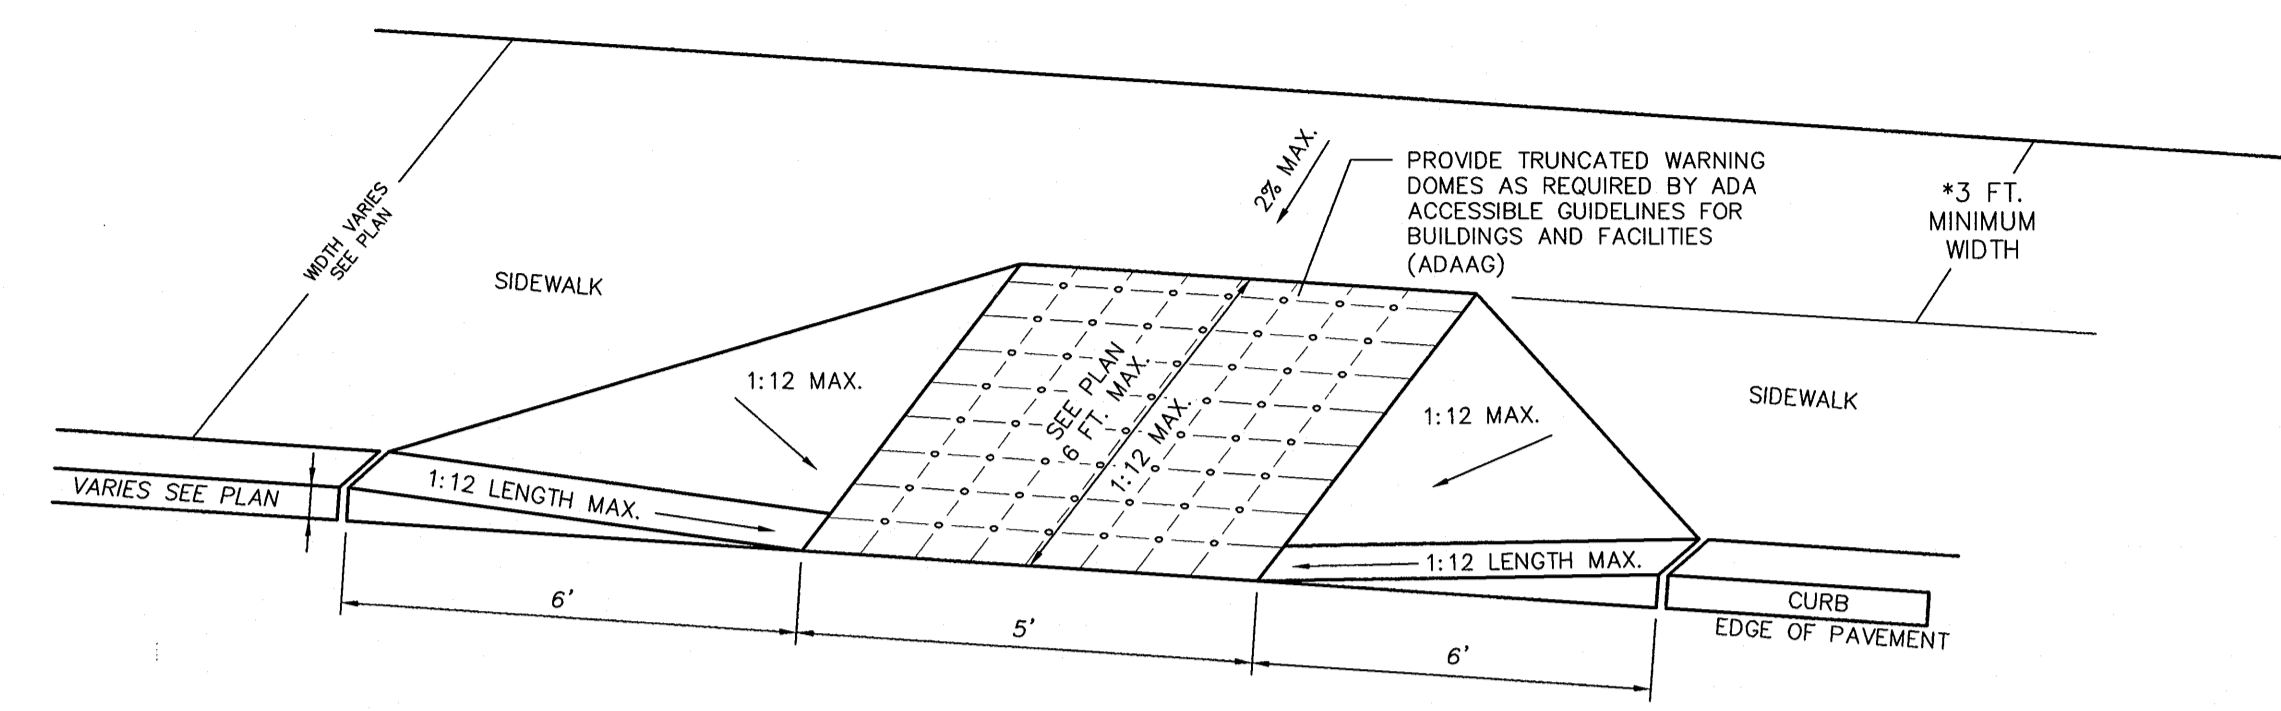 WIDTH VARIES
SEE PLAN
SIDEWALK
2% MAX.
PROVIDE TRUNCATED WARNING
DOMES AS REQUIRED BY ADA
ACCESSIBLE GUIDELINES FOR
BUILDINGS AND FACILITIES
(ADAAG)
*3 FT.
MINIMUM
WIDTH
1:12 MAX.
SEE PLAN
6 FT. MAX.
1:12 MAX.
1:12 MAX.
SIDEWALK
VARIES SEE PLAN
1:12 LENGTH MAX.
1:12 LENGTH MAX.
CURB
EDGE OF PAVEMENT
6'
5'
6'